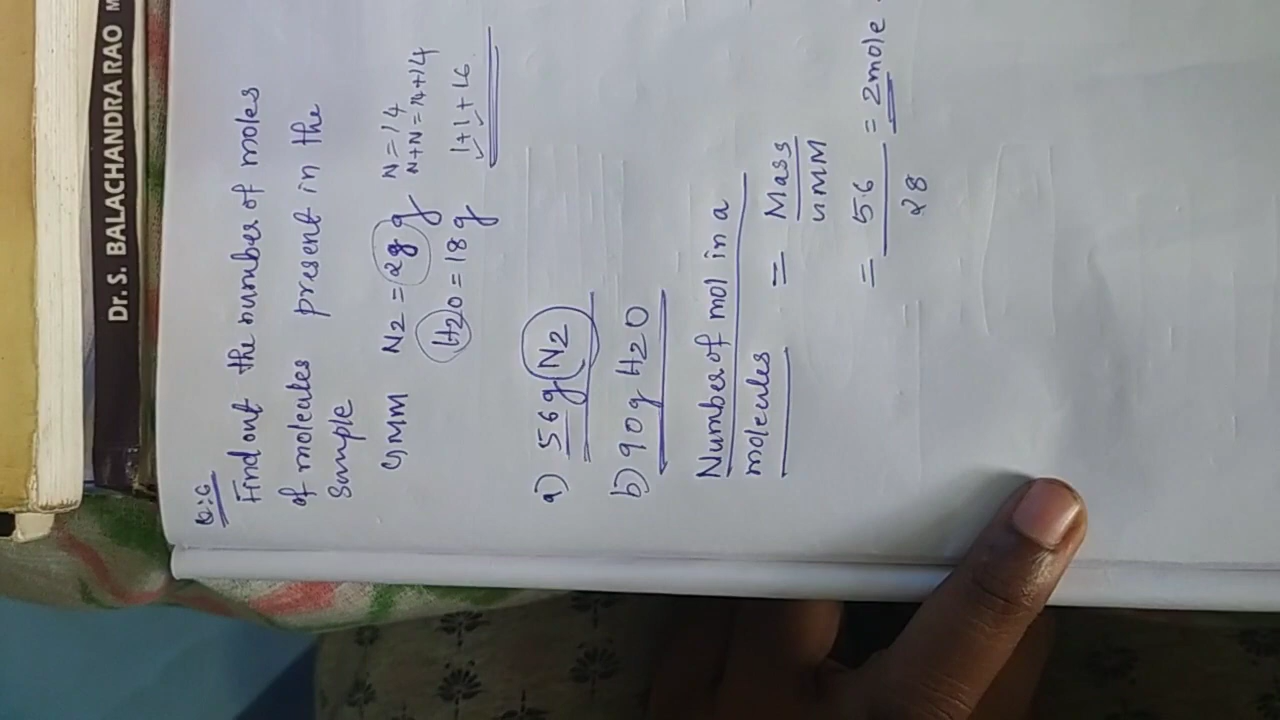 Dr. S. BALACHANDRA RAO M
Q:6
Find out the number of moles
of molecules present in the
Sample
GMM N2 = 28 g N=14
N+N=14+14
H2O = 18 g 1+1+16
a) 56 g N2
b) 90 g H2O
Number of mol in a
molecules = Mass
GMM
= 56 = 2mole
28